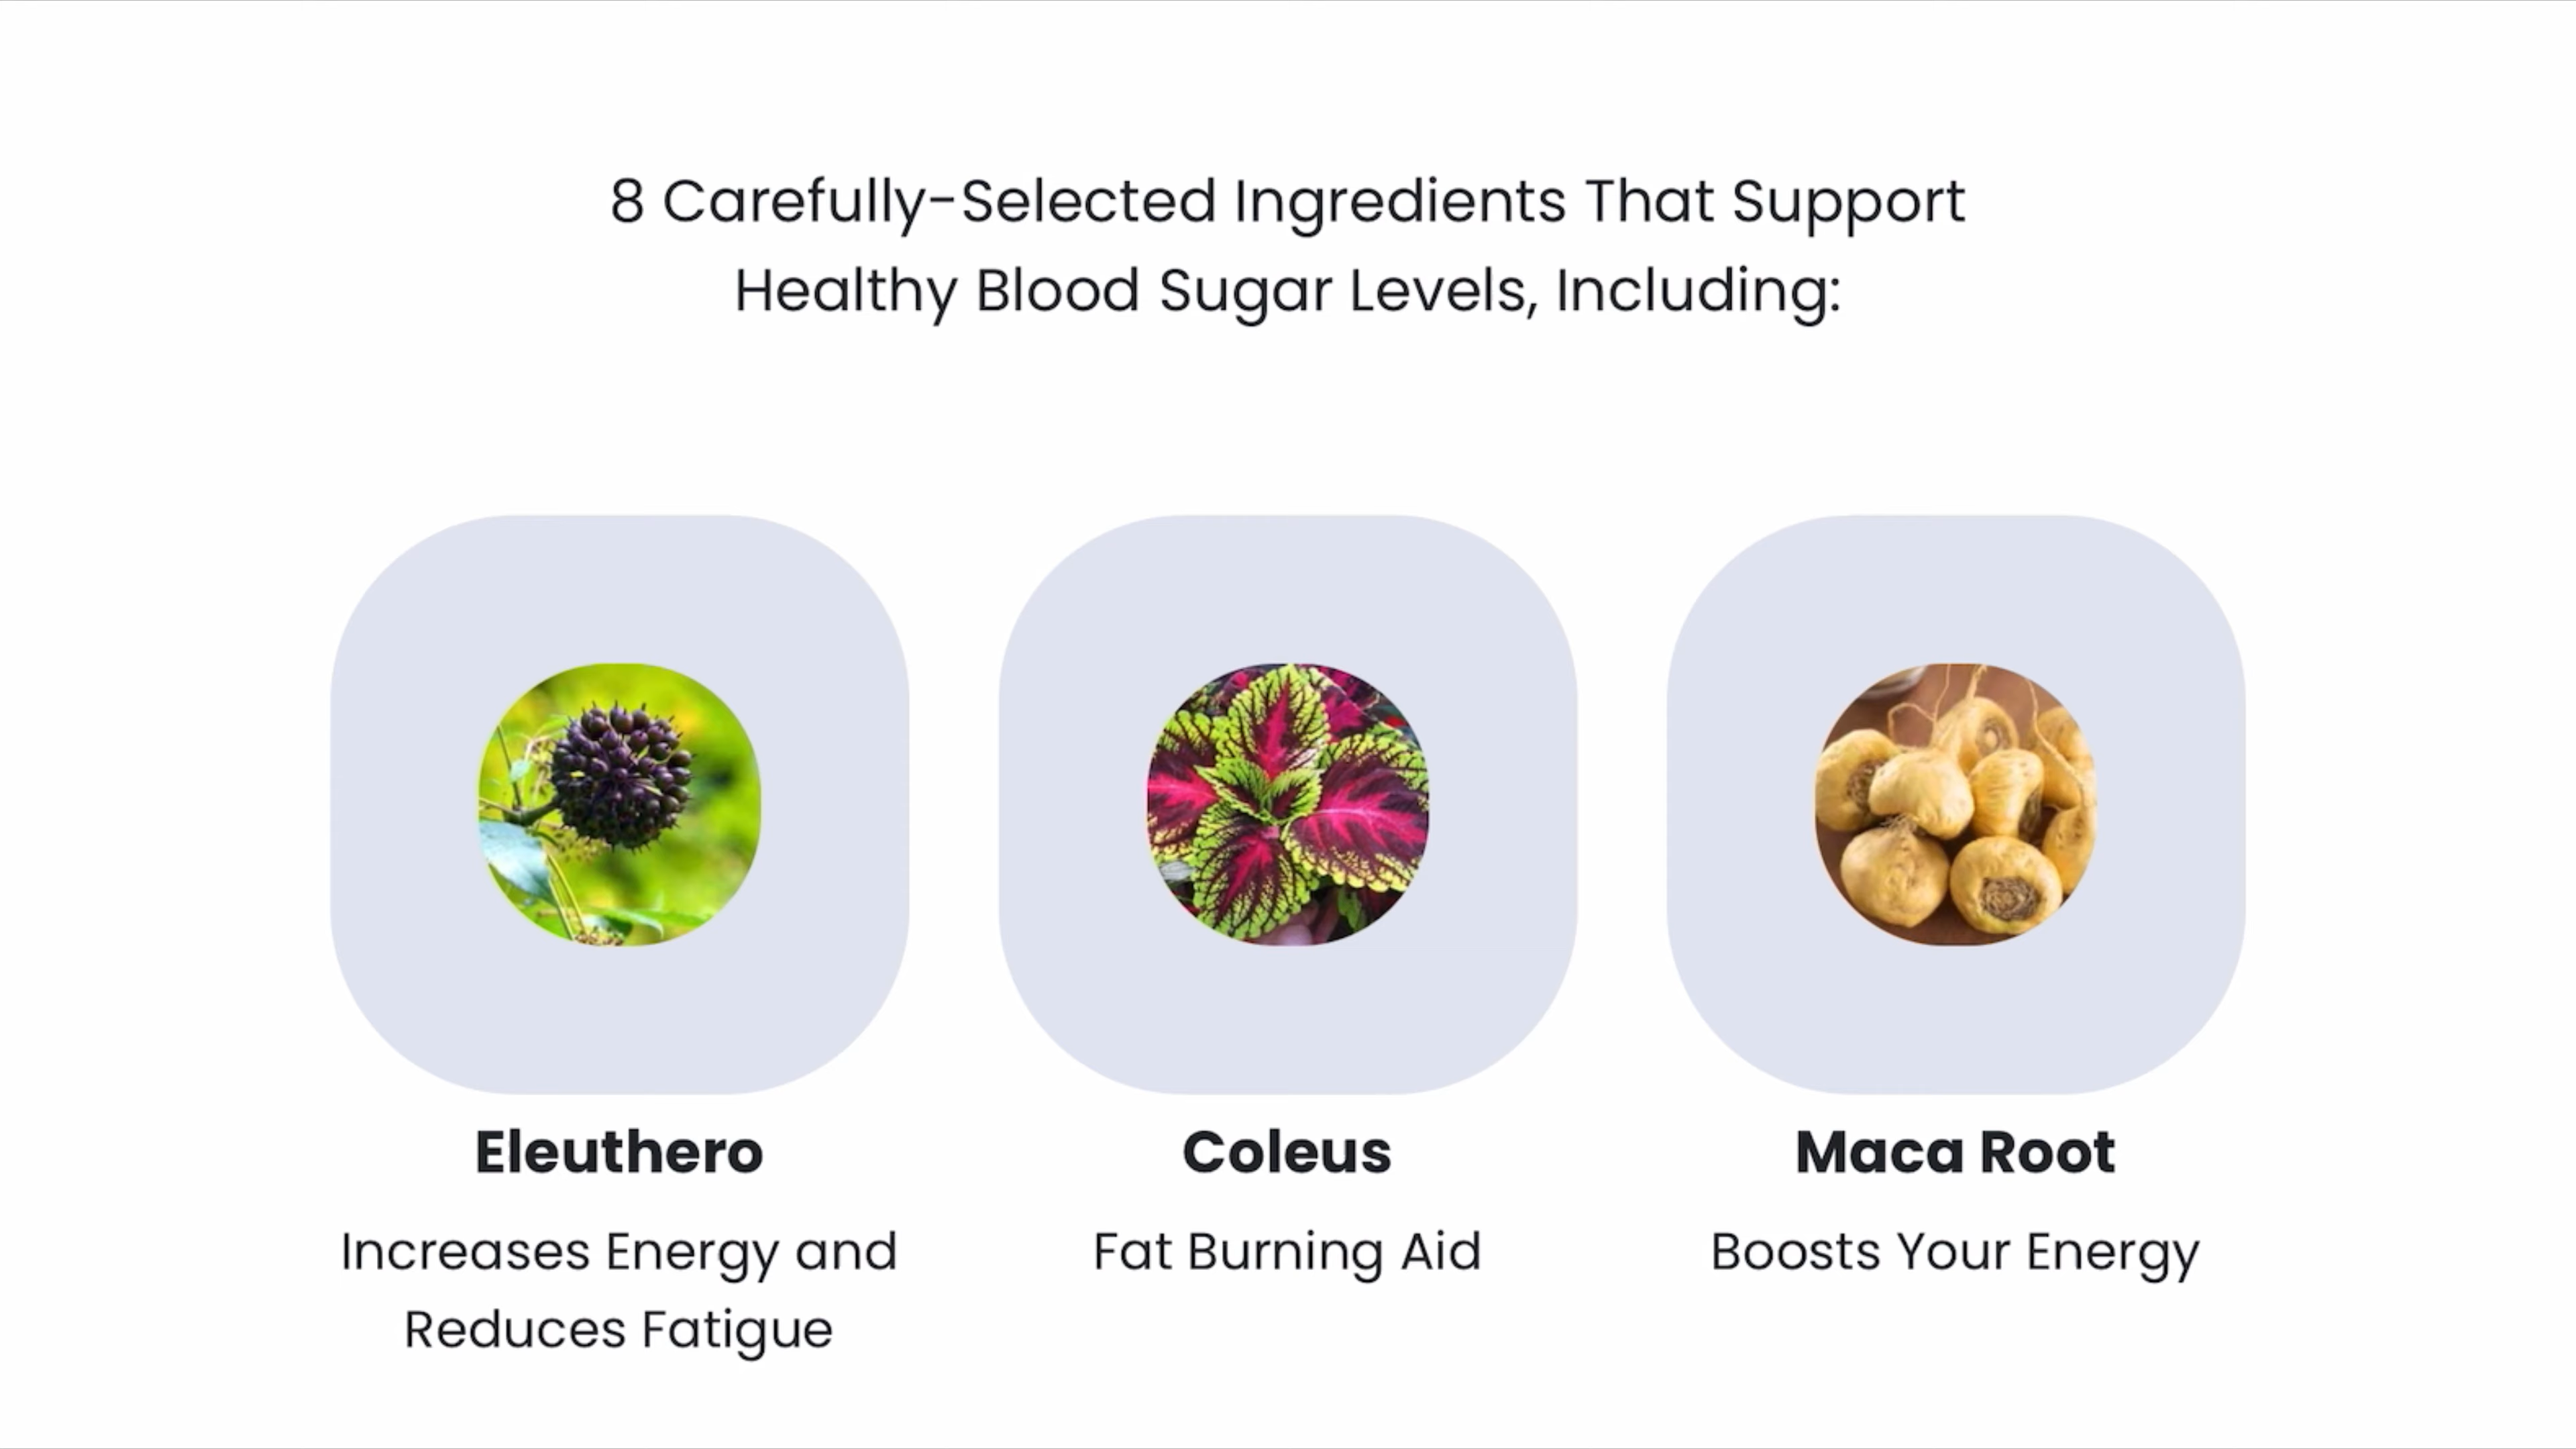 8 Carefully-Selected Ingredients That Support
Healthy Blood Sugar Levels, Including:
Eleuthero
Increases Energy and
Reduces Fatigue
Coleus
Fat Burning Aid
Maca Root
Boosts Your Energy